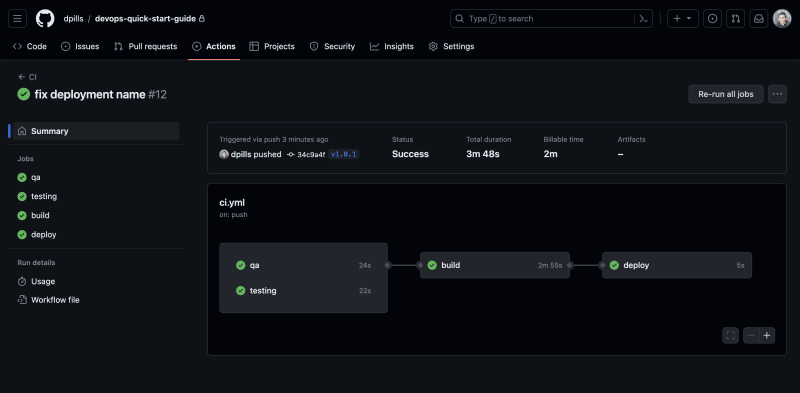 dpills / devops-quick-start-guide
Type / to search
Code Issues Pull requests Actions Projects Security Insights Settings
CI
fix deployment name #12
Re-run all jobs
Summary
Jobs
qa
testing
build
deploy
Run details
Usage
Workflow file
Triggered via push 3 minutes ago
dpills pushed 34c9a4f v1.0.1
Status
Success
Total duration
3m 48s
Billable time
2m
Artifacts
–
ci.yml
on: push
qa 24s
testing 22s
build 2m 55s
deploy 5s